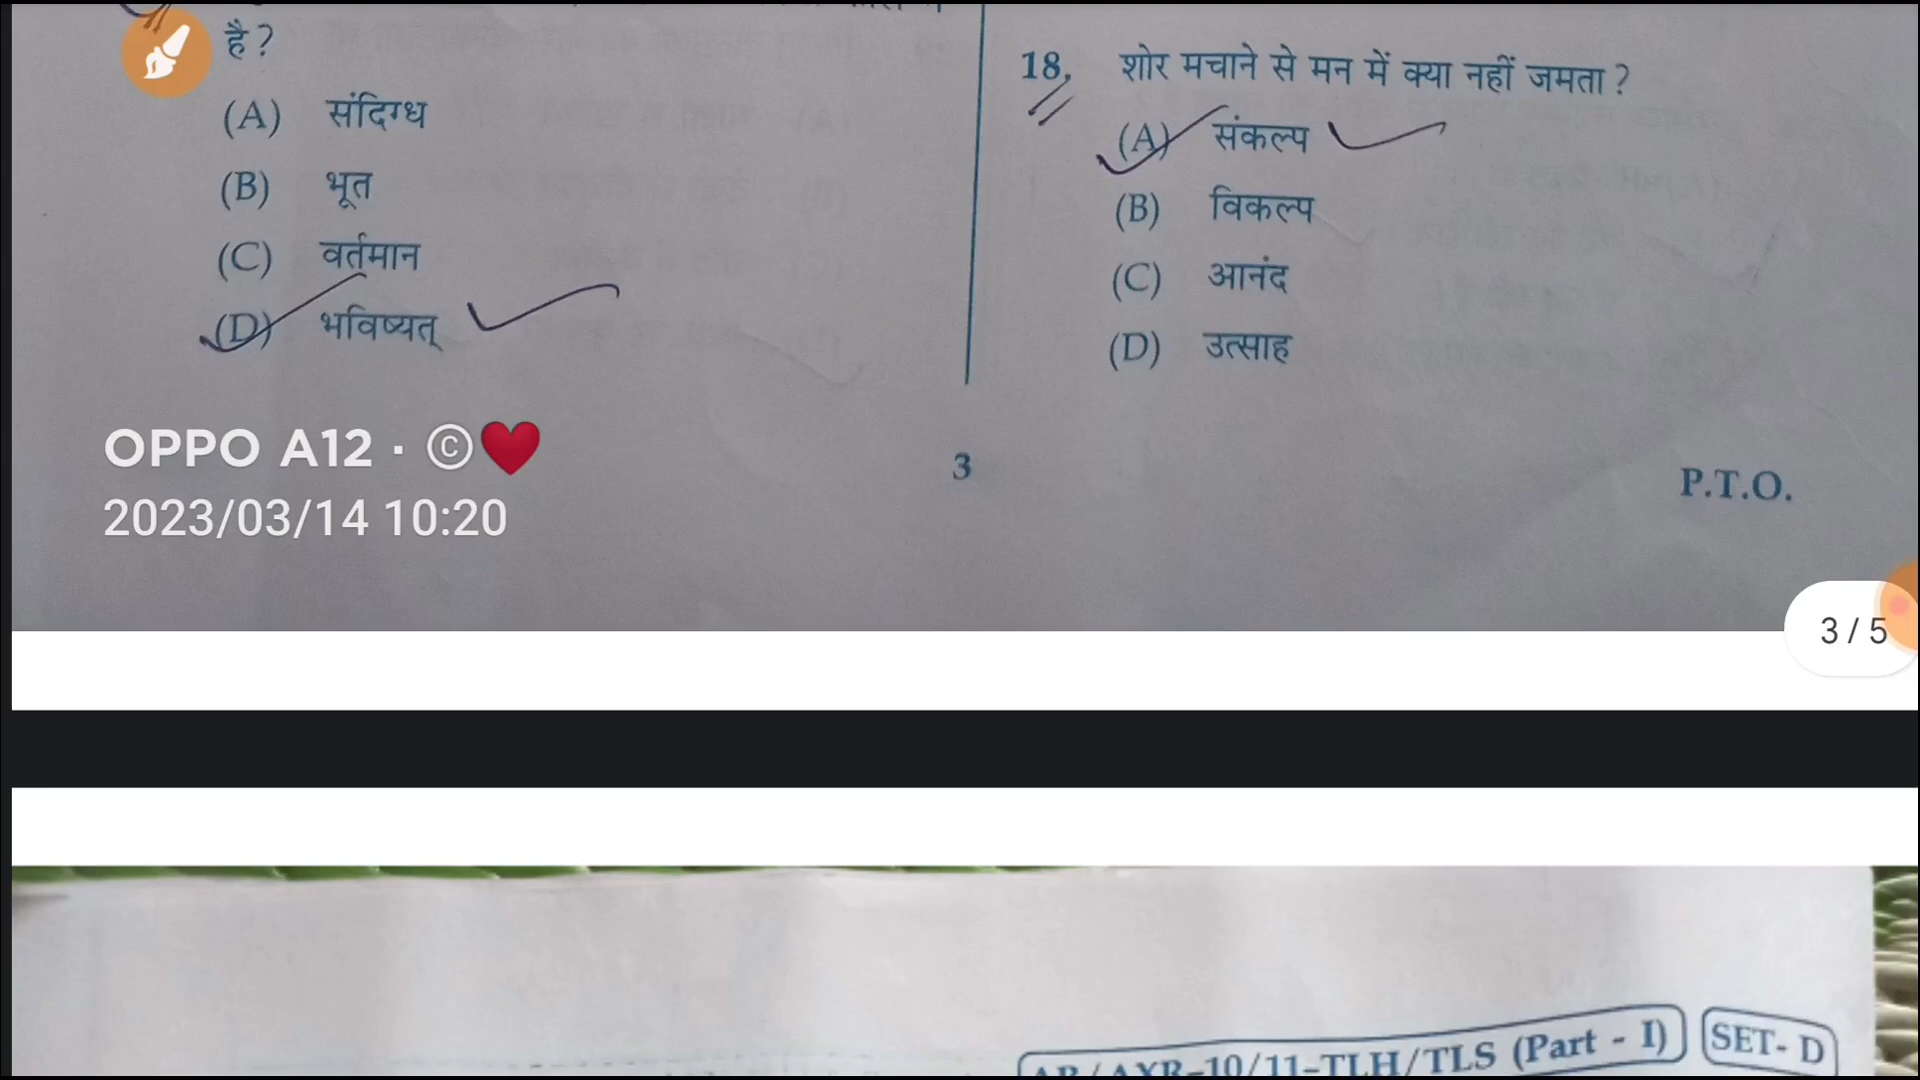 है ?
(A) संदिग्ध
(B) भूत
(C) वर्तमान
(D) भविष्यत्
18. शोर मचाने से मन में क्या नहीं जमता ?
(A) संकल्प
(B) विकल्प
(C) आनंद
(D) उत्साह
OPPO A12 · ©❤
2023/03/14 10:20
3
P.T.O.
3 / 5
10/11-TLH/TLS (Part - I)
SET- D